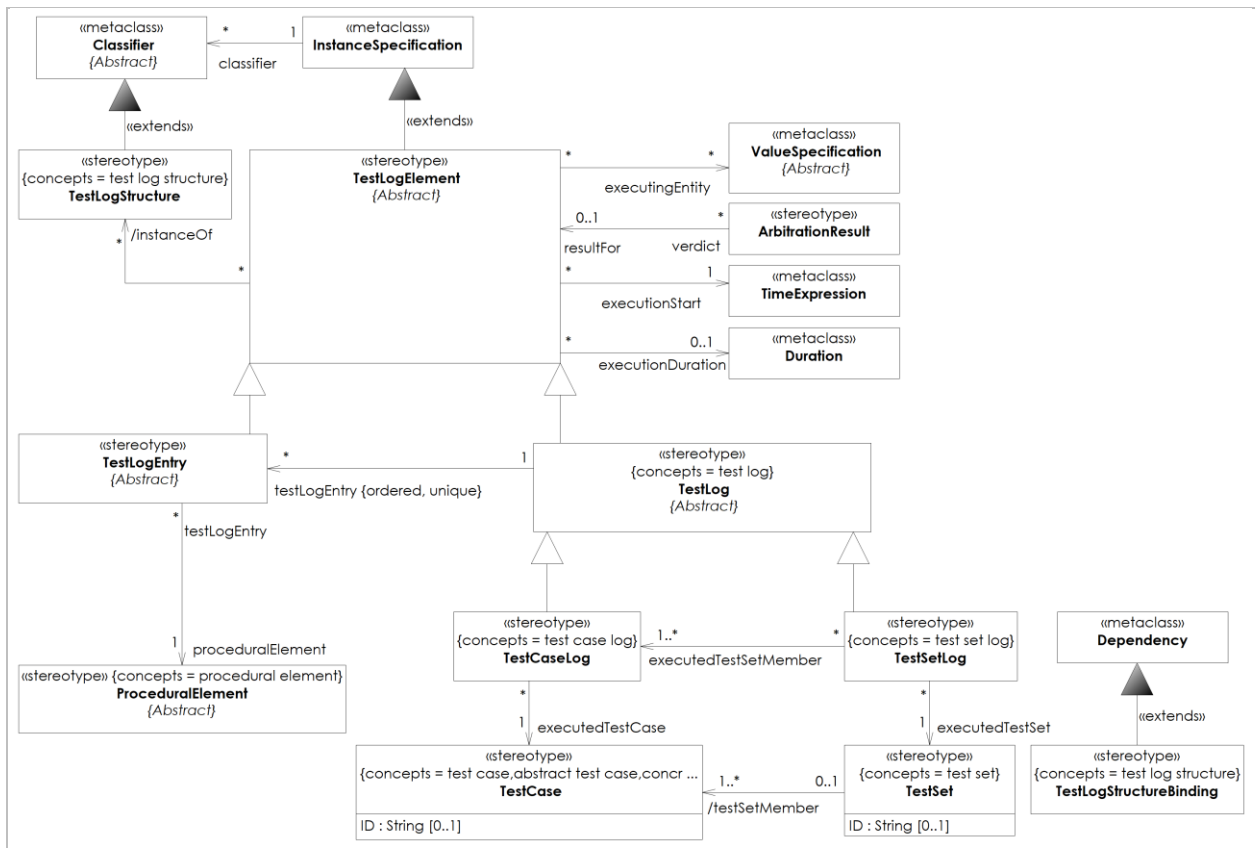 «metaclass»
Classifier
{Abstract}
*
1
classifier
«metaclass»
InstanceSpecification
«extends»
«extends»
«stereotype»
{concepts = test log structure}
TestLogStructure
/instanceOf
*
*
«stereotype»
TestLogElement
{Abstract}
*
*
executingEntity
«metaclass»
ValueSpecification
{Abstract}
0..1
*
resultFor
verdict
«stereotype»
ArbitrationResult
*
1
executionStart
«metaclass»
TimeExpression
*
0..1
executionDuration
«metaclass»
Duration
«stereotype»
TestLogEntry
{Abstract}
*
1
testLogEntry {ordered, unique}
«stereotype»
{concepts = test log}
TestLog
{Abstract}
*
testLogEntry
1
proceduralElement
«stereotype» {concepts = procedural element}
ProceduralElement
{Abstract}
«stereotype»
{concepts = test case log}
TestCaseLog
1..*
*
executedTestSetMember
«stereotype»
{concepts = test set log}
TestSetLog
«metaclass»
Dependency
*
1
executedTestCase
*
1
executedTestSet
«extends»
«stereotype»
{concepts = test case,abstract test case,concr ...
TestCase
ID : String [0..1]
1..*
0..1
/testSetMember
«stereotype»
{concepts = test set}
TestSet
ID : String [0..1]
«stereotype»
{concepts = test log structure}
TestLogStructureBinding